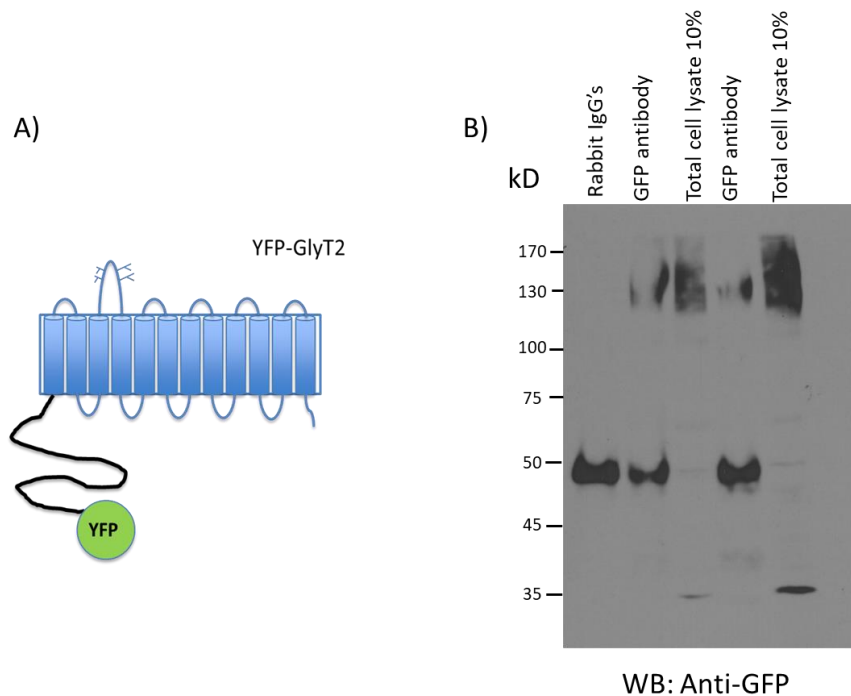 A)
YFP-GlyT2
YFP
B)
kD
Rabbit IgG's
GFP antibody
Total cell lysate 10%
GFP antibody
Total cell lysate 10%
170
130
100
75
50
45
35
WB: Anti-GFP